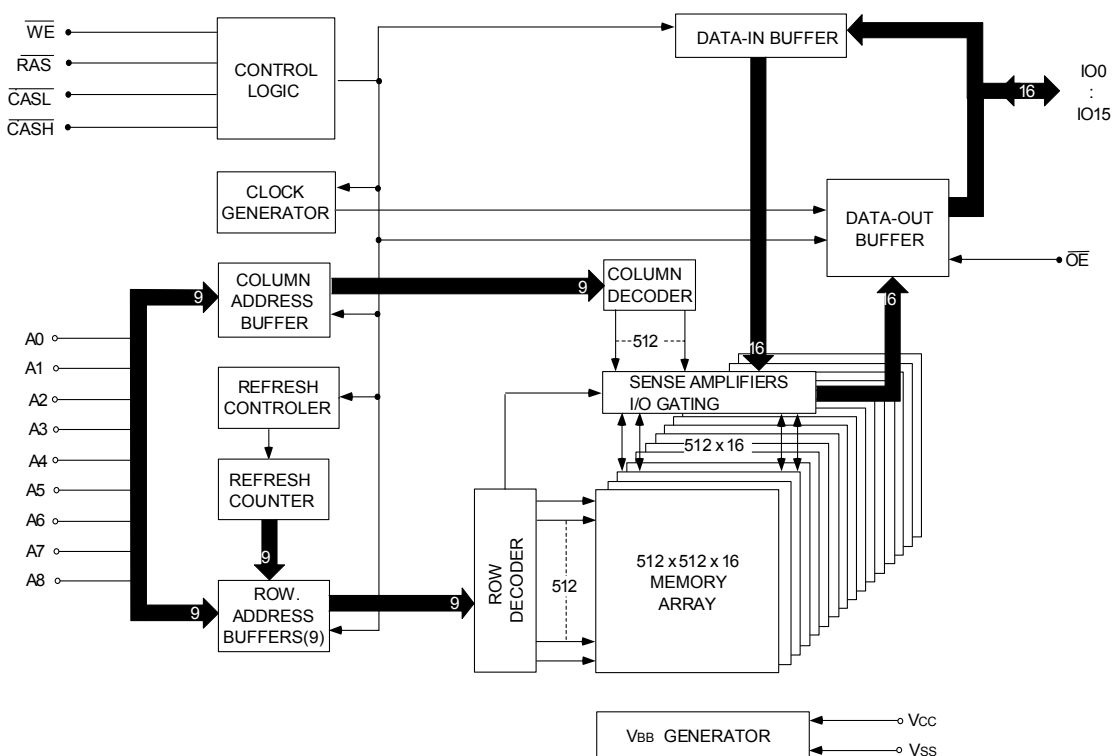 WE
RAS
CASL
CASH
CONTROL
LOGIC
DATA-IN BUFFER
16
IO0
:
IO15
CLOCK
GENERATOR
DATA-OUT
BUFFER
OE
9
COLUMN
ADDRESS
BUFFER
9
COLUMN
DECODER
16
512
16
A0
A1
A2
A3
A4
A5
A6
A7
A8
REFRESH
CONTROLER
SENSE AMPLIFIERS
I/O GATING
512 x 16
REFRESH
COUNTER
9
9
ROW.
ADDRESS
BUFFERS(9)
9
ROW
DECODER
512
512 x 512 x 16
MEMORY
ARRAY
VBB GENERATOR
VCC
VSS